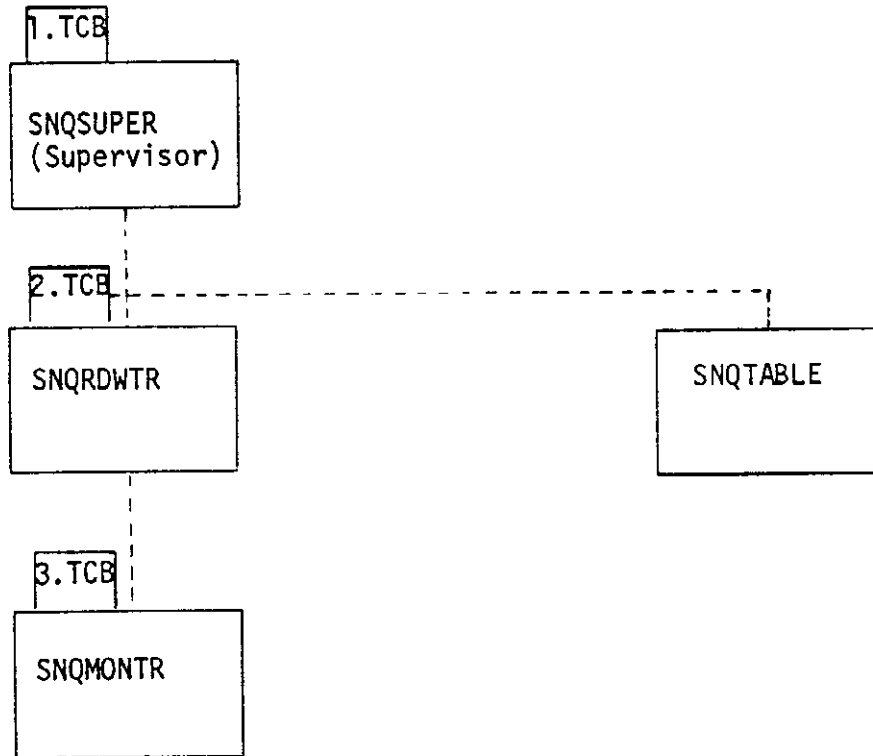 1.TCB
SNQSUPER
(Supervisor)
2.TCB
SNQRDWTR
SNQTABLE
3.TCB
SNQMONTR